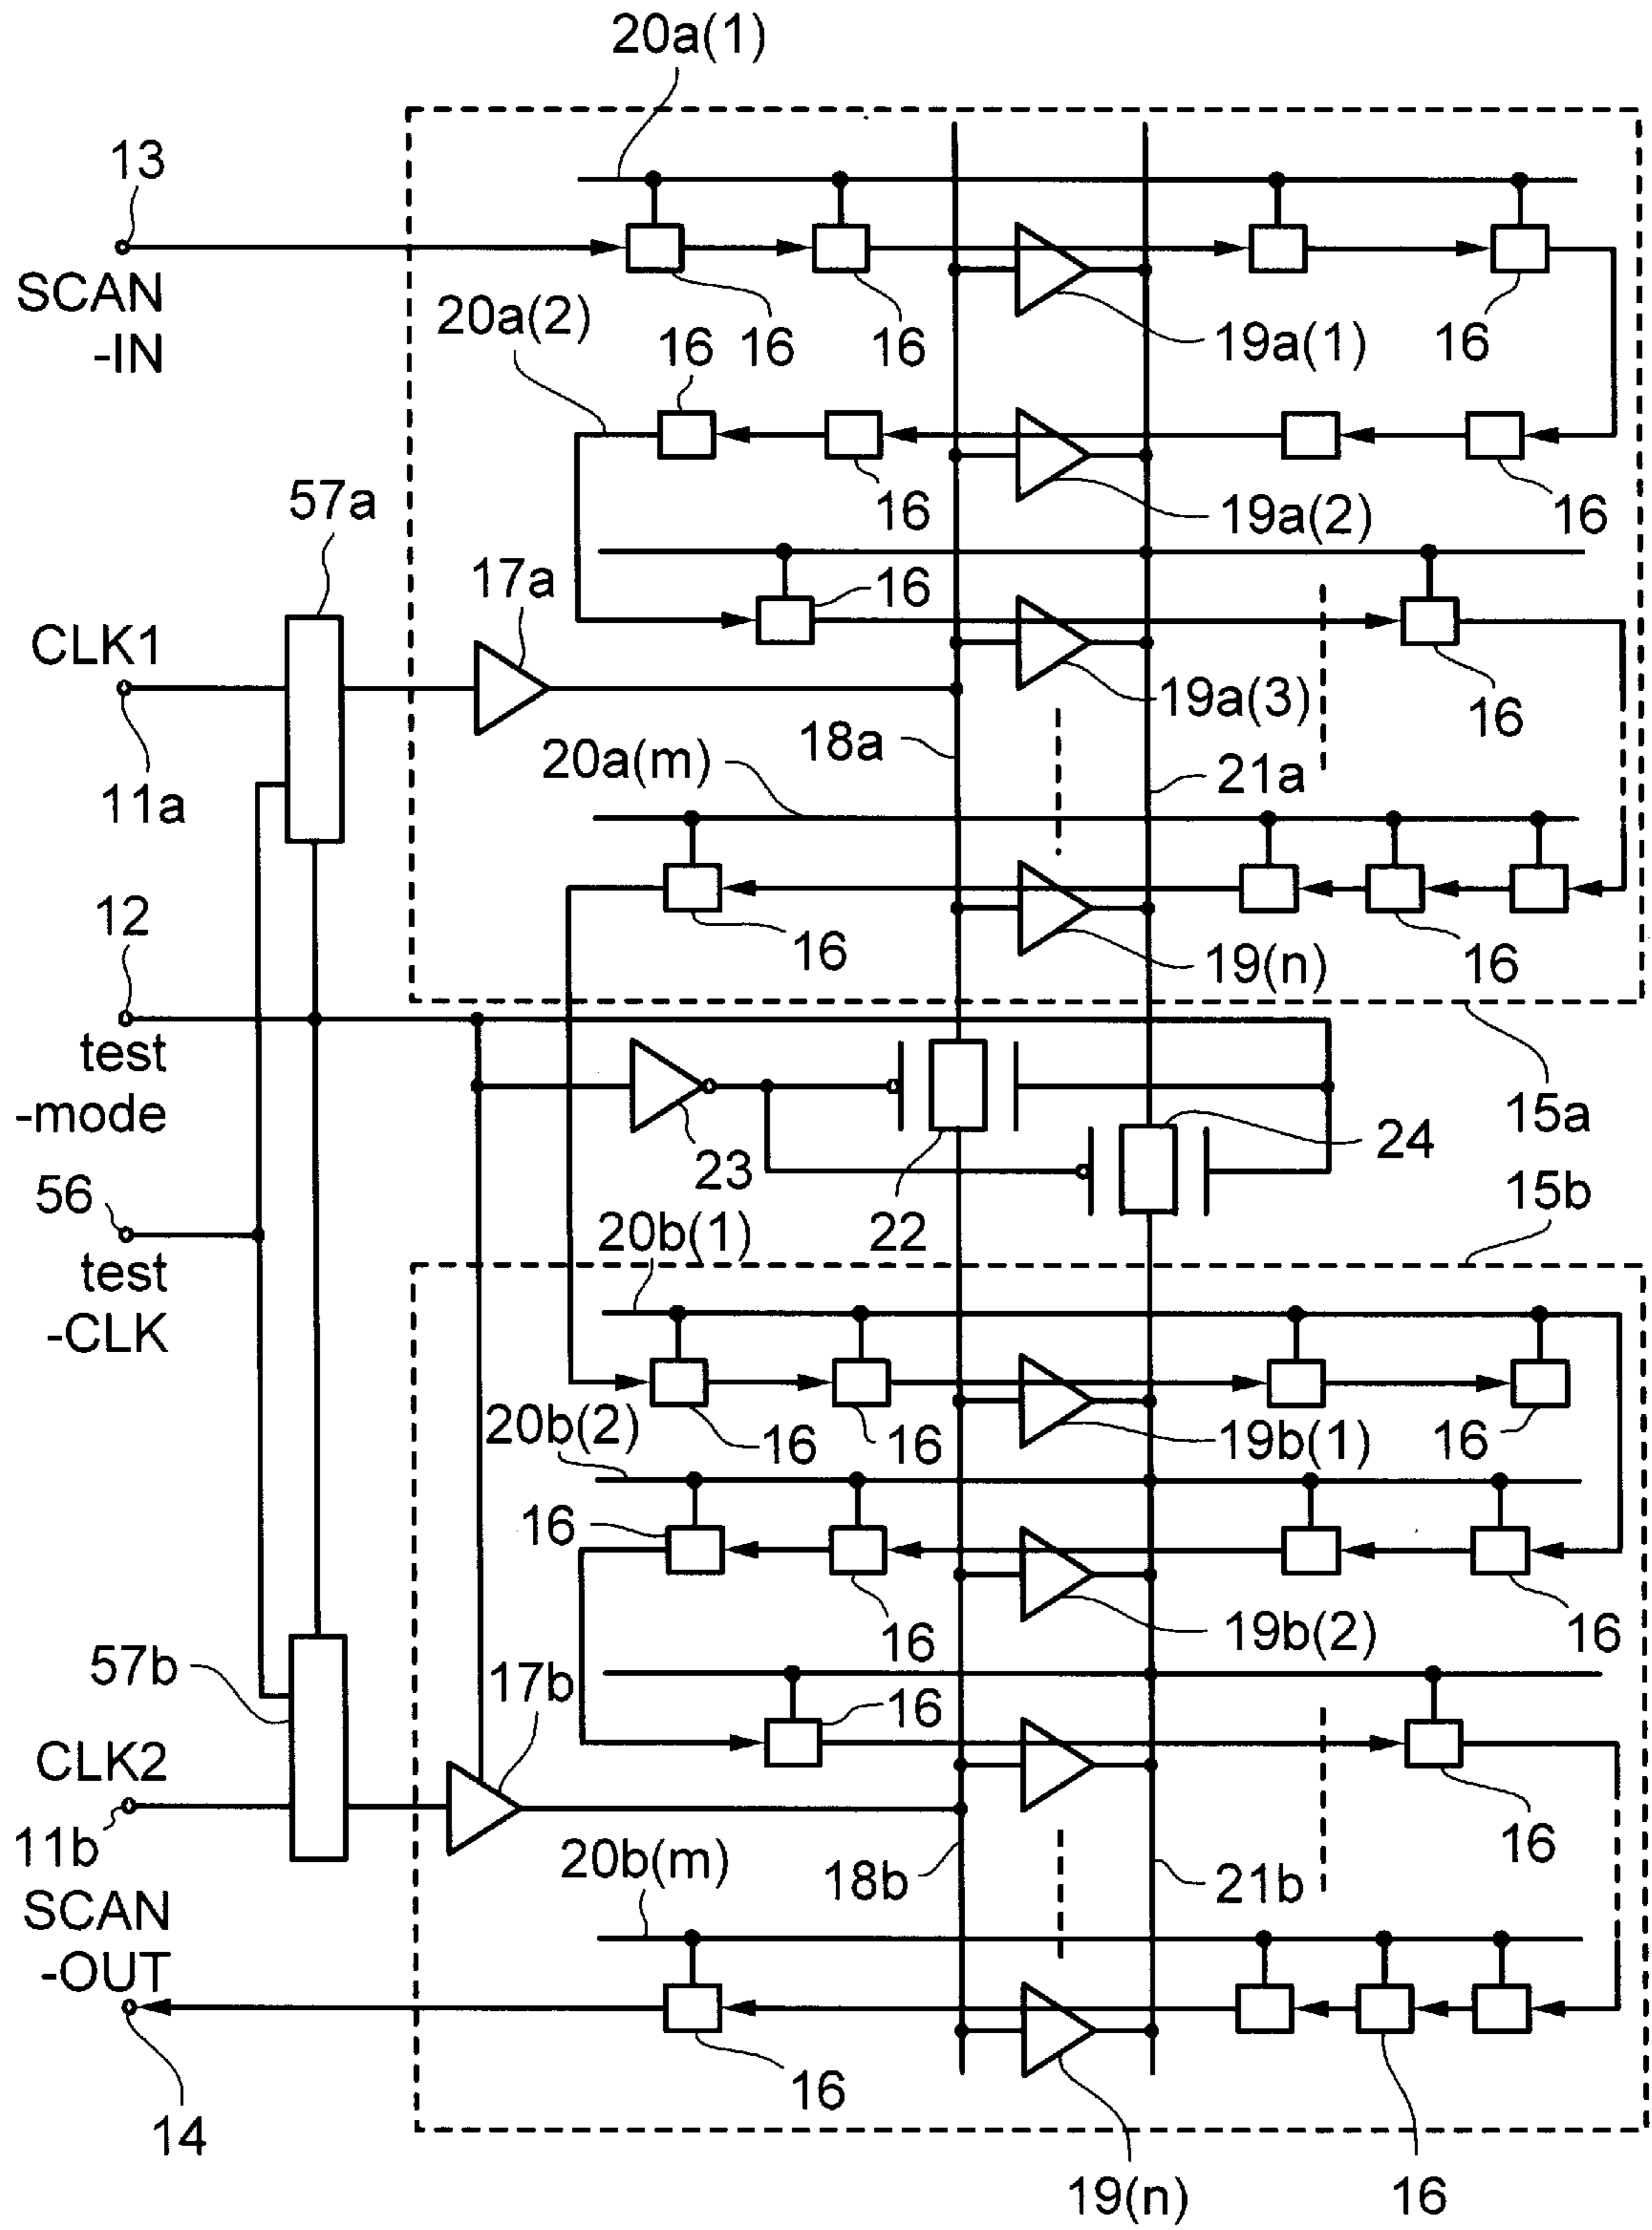 20a(1)
13
SCAN
-IN
20a(2)
16
16
16
19a(1)
16
57a
16
19a(2)
16
17a
16
CLK1
19a(3)
16
18a
20a(m)
21a
11a
12
16
19(n)
16
test
-mode
15a
23
24
56
22
15b
20b(1)
test
-CLK
20b(2)
16
16
19b(1)
16
16
16
19b(2)
16
57b
17b
16
CLK2
11b
16
20b(m)
18b
21b
SCAN
-OUT
16
14
19(n)
16